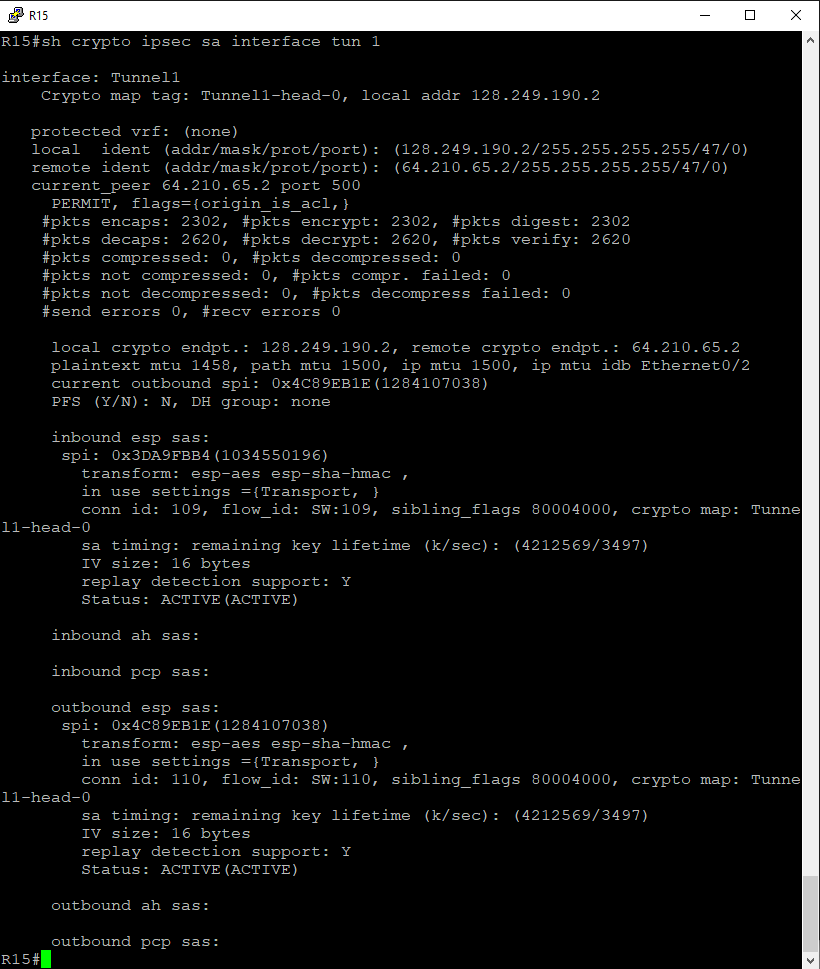 R15
R15#sh crypto ipsec sa interface tun 1
interface: Tunnel1
Crypto map tag: Tunnel1-head-0, local addr 128.249.190.2
protected vrf: (none)
local  ident (addr/mask/prot/port): (128.249.190.2/255.255.255.255/47/0)
remote ident (addr/mask/prot/port): (64.210.65.2/255.255.255.255/47/0)
current_peer 64.210.65.2 port 500
PERMIT, flags={origin_is_acl,}
#pkts encaps: 2302, #pkts encrypt: 2302, #pkts digest: 2302
#pkts decaps: 2620, #pkts decrypt: 2620, #pkts verify: 2620
#pkts compressed: 0, #pkts decompressed: 0
#pkts not compressed: 0, #pkts compr. failed: 0
#pkts not decompressed: 0, #pkts decompress failed: 0
#send errors 0, #recv errors 0
local crypto endpt.: 128.249.190.2, remote crypto endpt.: 64.210.65.2
plaintext mtu 1458, path mtu 1500, ip mtu 1500, ip mtu idb Ethernet0/2
current outbound spi: 0x4C89EB1E(1284107038)
PFS (Y/N): N, DH group: none
inbound esp sas:
spi: 0x3DA9FBB4(1034550196)
transform: esp-aes esp-sha-hmac ,
in use settings ={Transport, }
conn id: 109, flow_id: SW:109, sibling_flags 80004000, crypto map: Tunne
l1-head-0
sa timing: remaining key lifetime (k/sec): (4212569/3497)
IV size: 16 bytes
replay detection support: Y
Status: ACTIVE(ACTIVE)
inbound ah sas:
inbound pcp sas:
outbound esp sas:
spi: 0x4C89EB1E(1284107038)
transform: esp-aes esp-sha-hmac ,
in use settings ={Transport, }
conn id: 110, flow_id: SW:110, sibling_flags 80004000, crypto map: Tunne
l1-head-0
sa timing: remaining key lifetime (k/sec): (4212569/3497)
IV size: 16 bytes
replay detection support: Y
Status: ACTIVE(ACTIVE)
outbound ah sas:
outbound pcp sas:
R15#